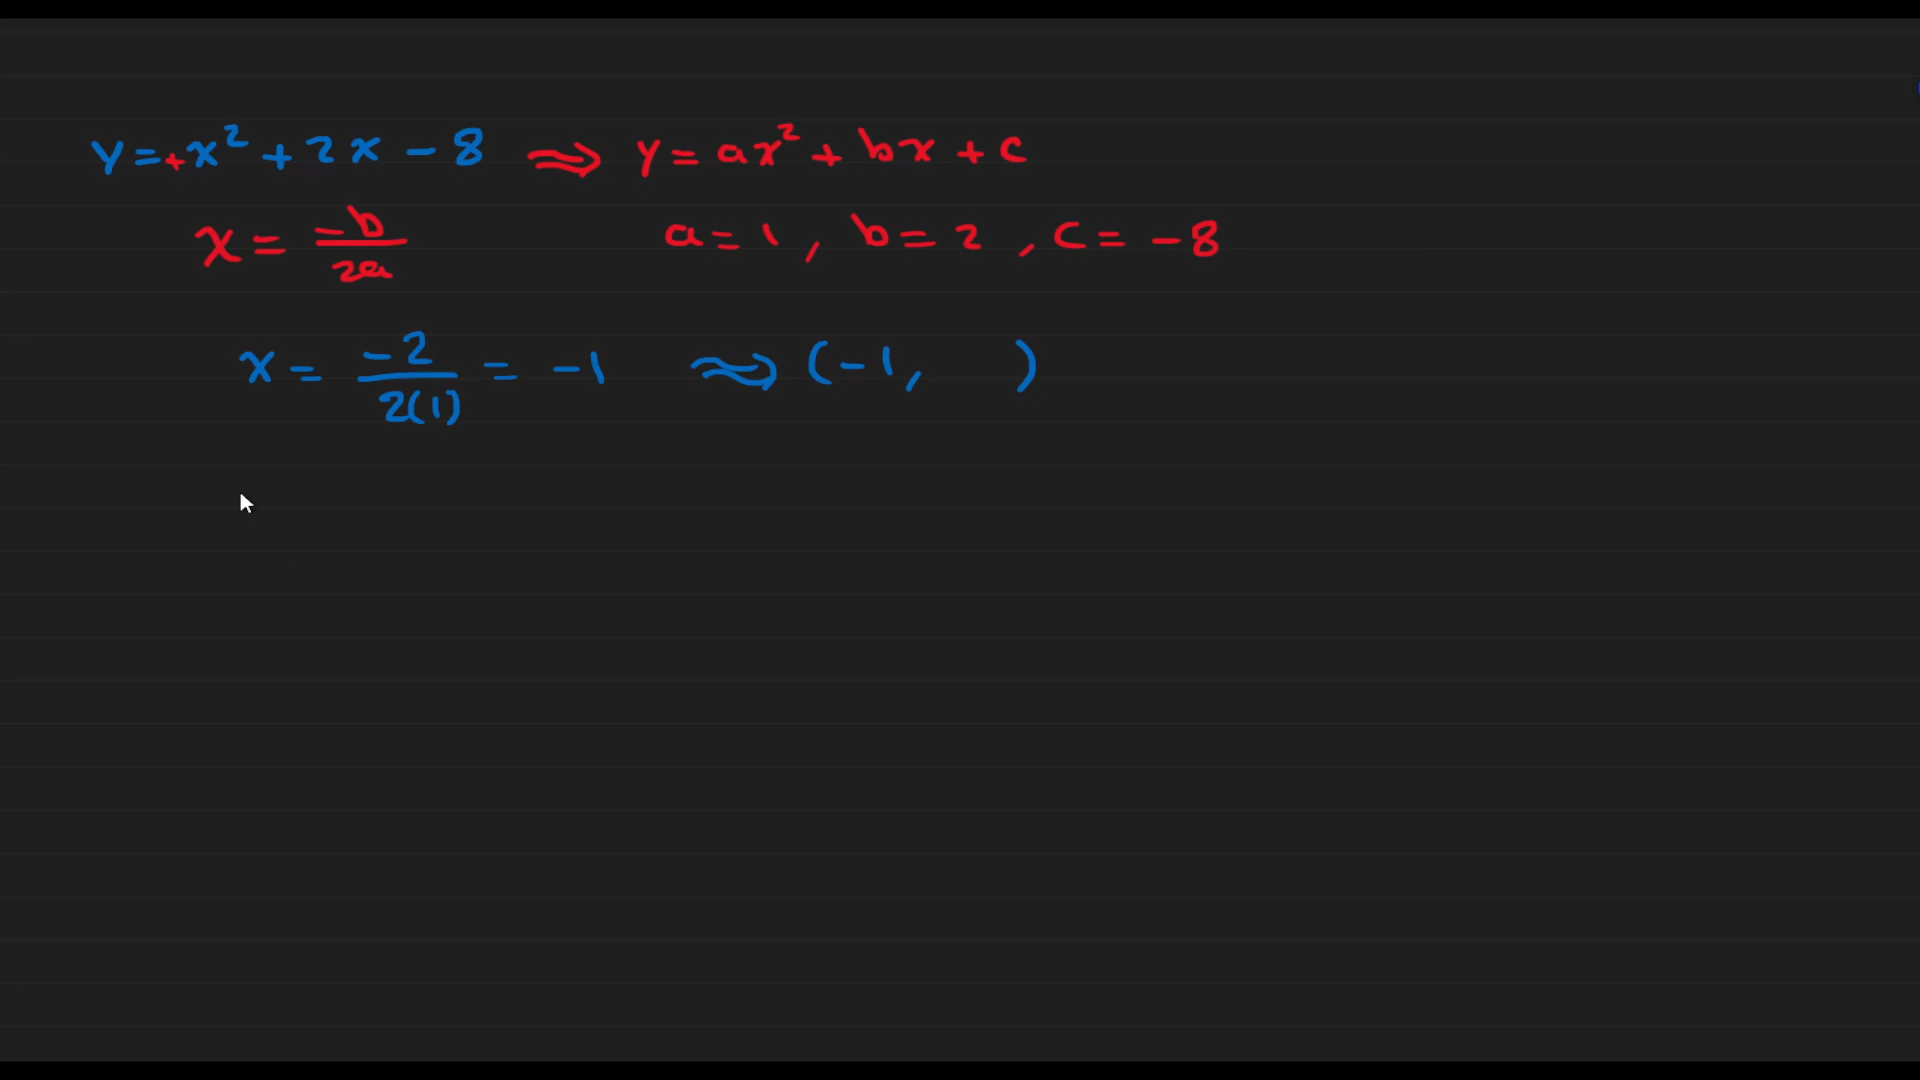 y = +x² + 2x - 8 ⇒ y = ax² + bx + c
x = -b/2a a = 1, b = 2, c = -8
x = -2/2(1) = -1 ⇒ (-1, )